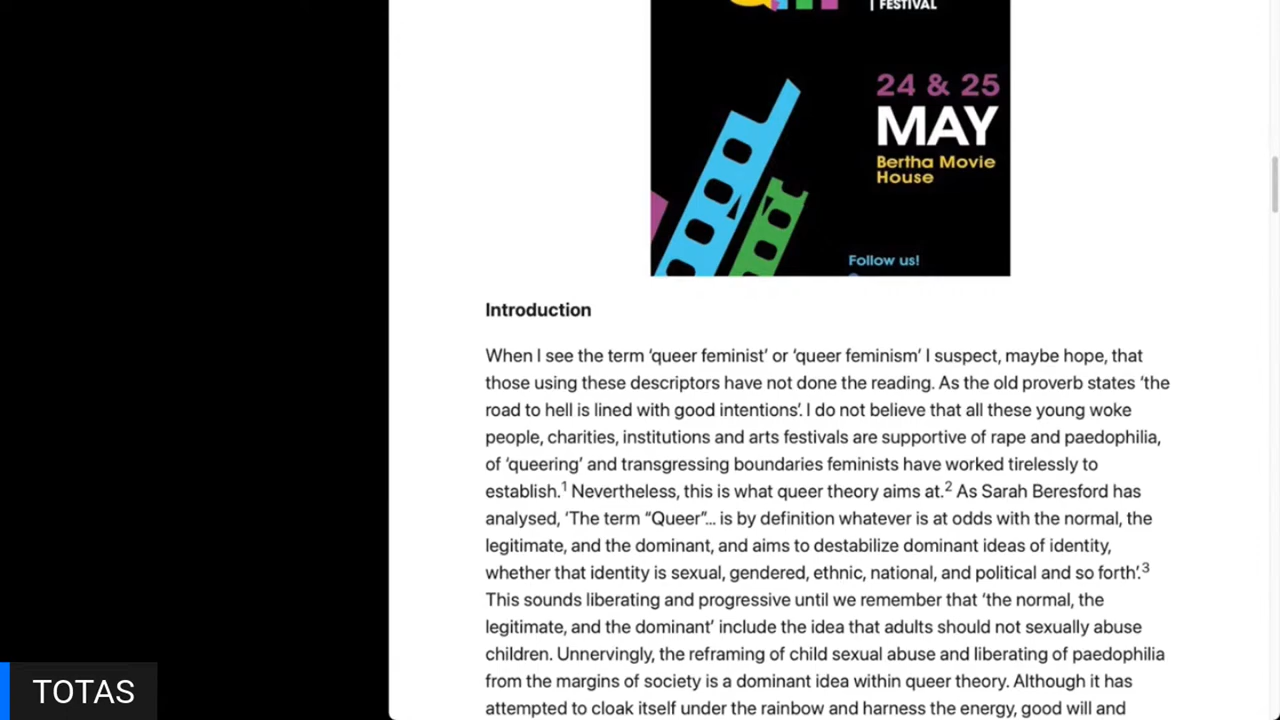 FESTIVAL
24 & 25
MAY
Bertha Movie
House
Follow us!
Introduction
When I see the term ‘queer feminist’ or ‘queer feminism’ I suspect, maybe hope, that
those using these descriptors have not done the reading. As the old proverb states ‘the
road to hell is lined with good intentions’. I do not believe that all these young woke
people, charities, institutions and arts festivals are supportive of rape and paedophilia,
of ‘queering’ and transgressing boundaries feminists have worked tirelessly to
establish.1 Nevertheless, this is what queer theory aims at.2 As Sarah Beresford has
analysed, ‘The term “Queer”... is by definition whatever is at odds with the normal, the
legitimate, and the dominant, and aims to destabilize dominant ideas of identity,
whether that identity is sexual, gendered, ethnic, national, and political and so forth’.3
This sounds liberating and progressive until we remember that ‘the normal, the
legitimate, and the dominant’ include the idea that adults should not sexually abuse
children. Unnervingly, the reframing of child sexual abuse and liberating of paedophilia
from the margins of society is a dominant idea within queer theory. Although it has
attempted to cloak itself under the rainbow and harness the energy, good will and
TOTAS